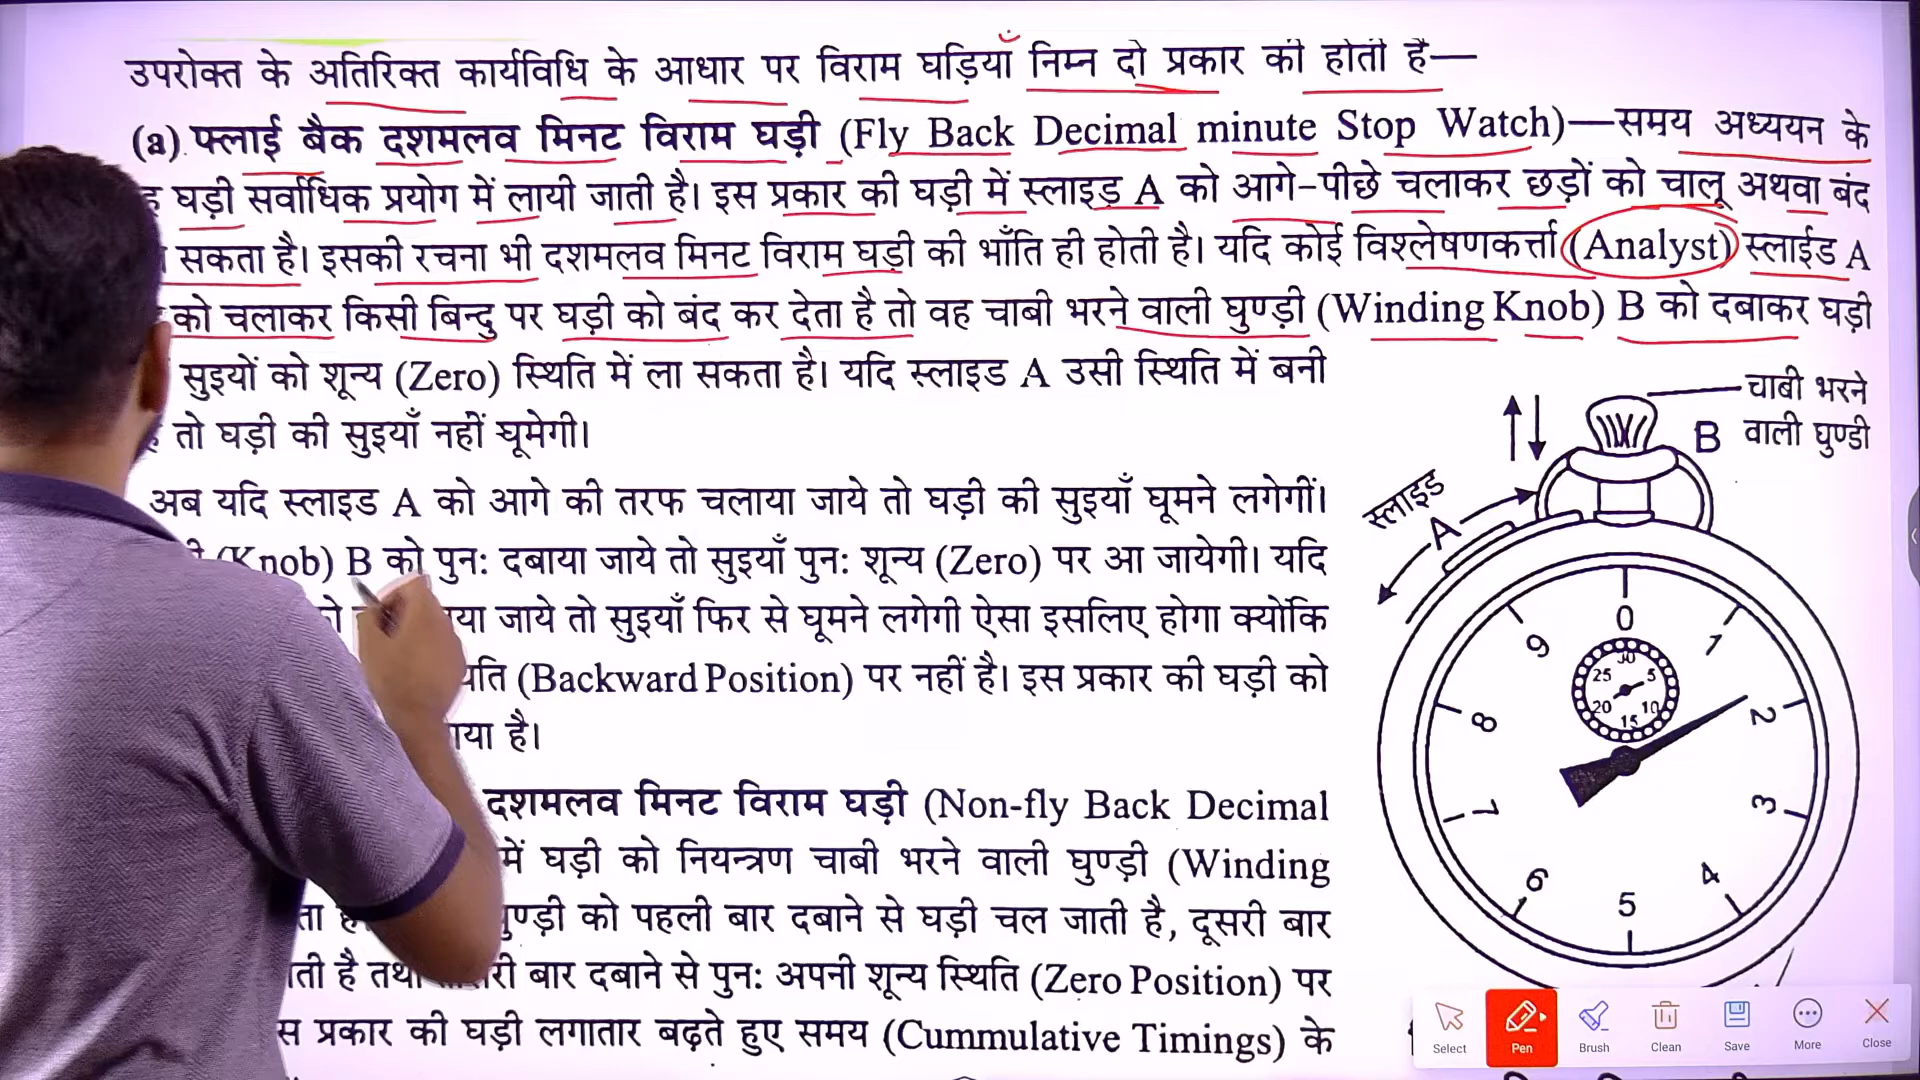 उपरोक्त के अतिरिक्त कार्यविधि के आधार पर विराम घड़ियाँ निम्न दो प्रकार की होती हैं—
(a) फ्लाई बैक दशमलव मिनट विराम घड़ी (Fly Back Decimal minute Stop Watch)—समय अध्ययन के
घड़ी सर्वाधिक प्रयोग में लायी जाती है। इस प्रकार की घड़ी में स्लाइड A को आगे-पीछे चलाकर छड़ों को चालू अथवा बंद
सकता है। इसकी रचना भी दशमलव मिनट विराम घड़ी की भाँति ही होती है। यदि कोई विश्लेषणकर्त्ता (Analyst) स्लाईड A
को चलाकर किसी बिन्दु पर घड़ी को बंद कर देता है तो वह चाबी भरने वाली घुण्ड़ी (Winding Knob) B को दबाकर घड़ी
सुइयों को शून्य (Zero) स्थिति में ला सकता है। यदि स्लाइड A उसी स्थिति में बनी
तो घड़ी की सुइयाँ नहीं घूमेगी।
अब यदि स्लाइड A को आगे की तरफ चलाया जाये तो घड़ी की सुइयाँ घूमने लगेगीं।
(Knob) B को पुन: दबाया जाये तो सुइयाँ पुन: शून्य (Zero) पर आ जायेगी। यदि
जाये तो सुइयाँ फिर से घूमने लगेगी ऐसा इसलिए होगा क्योंकि
(Backward Position) पर नहीं है। इस प्रकार की घड़ी को
है।
दशमलव मिनट विराम घड़ी (Non-fly Back Decimal
में घड़ी को नियन्त्रण चाबी भरने वाली घुण्ड़ी (Winding
को पहली बार दबाने से घड़ी चल जाती है, दूसरी बार
है तथा बार दबाने से पुन: अपनी शून्य स्थिति (Zero Position) पर
प्रकार की घड़ी लगातार बढ़ते हुए समय (Cummulative Timings) के
चाबी भरने
वाली घुण्डी
B
स्लाइड
A
0
1
2
3
4
5
6
7
8
9
30
5
10
15
20
25
Select
Pen
Brush
Clean
Save
More
Close